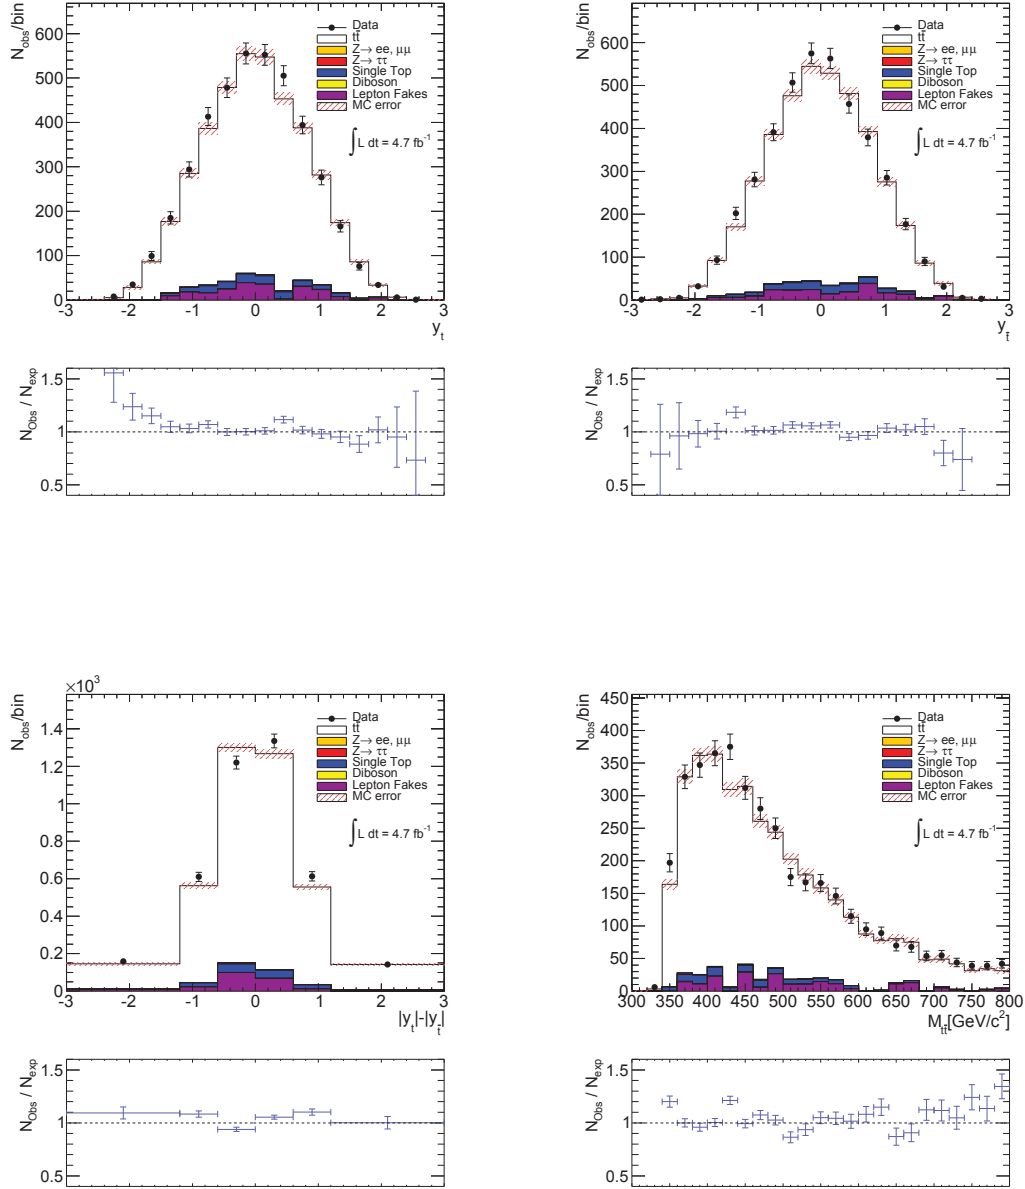 N_obs/bin
600
500
400
300
200
100
0
-3 -2 -1 0 1 2 3
y_t
Data
tt̄
Z→ ee, μμ
Z→ ττ
Single Top
Diboson
Lepton Fakes
MC error
∫ L dt = 4.7 fb⁻¹
N_obs/bin
600
500
400
300
200
100
0
-3 -2 -1 0 1 2 3
y_t̄
Data
tt̄
Z→ ee, μμ
Z→ ττ
Single Top
Diboson
Lepton Fakes
MC error
∫ L dt = 4.7 fb⁻¹
N_Obs / N_exp
1.5
1
0.5
N_Obs / N_exp
1.5
1
0.5
×10³
N_obs/bin
1.4
1.2
1
0.8
0.6
0.4
0.2
0
-3 -2 -1 0 1 2 3
|y_t|-|y_t̄|
Data
tt̄
Z→ ee, μμ
Z→ ττ
Single Top
Diboson
Lepton Fakes
MC error
∫ L dt = 4.7 fb⁻¹
N_obs/bin
450
400
350
300
250
200
150
100
50
0
300 350 400 450 500 550 600 650 700 750 800
M_tt̄[GeV/c²]
Data
tt̄
Z→ ee, μμ
Z→ ττ
Single Top
Diboson
Lepton Fakes
MC error
∫ L dt = 4.7 fb⁻¹
N_Obs / N_exp
1.5
1
0.5
N_Obs / N_exp
1.5
1
0.5